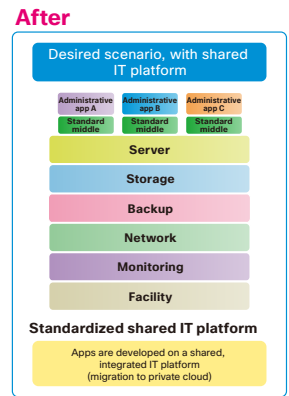 After
Desired scenario, with shared
IT platform
Administrative
app A
Administrative
app B
Administrative
app C
Standard
middle
Standard
middle
Standard
middle
Server
Storage
Backup
Network
Monitoring
Facility
Standardized shared IT platform
Apps are developed on a shared,
integrated IT platform
(migration to private cloud)